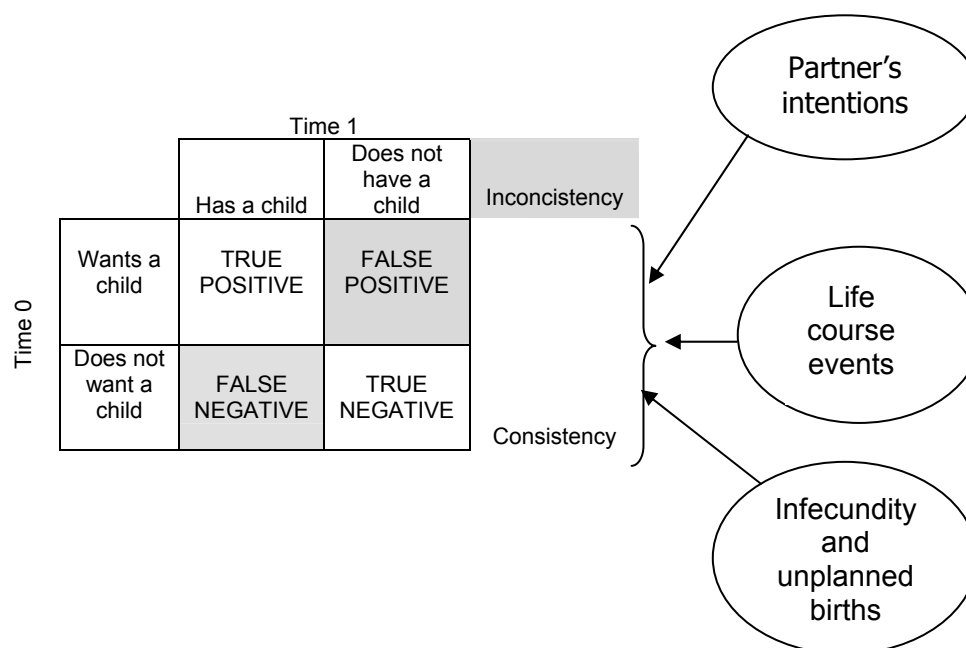 Partner's
intentions
Time 1
Has a child
Does not
have a
child
Inconcistency
Time 0
Wants a
child
TRUE
POSITIVE
FALSE
POSITIVE
Life
course
events
Does not
want a
child
FALSE
NEGATIVE
TRUE
NEGATIVE
Consistency
Infecundity
and
unplanned
births